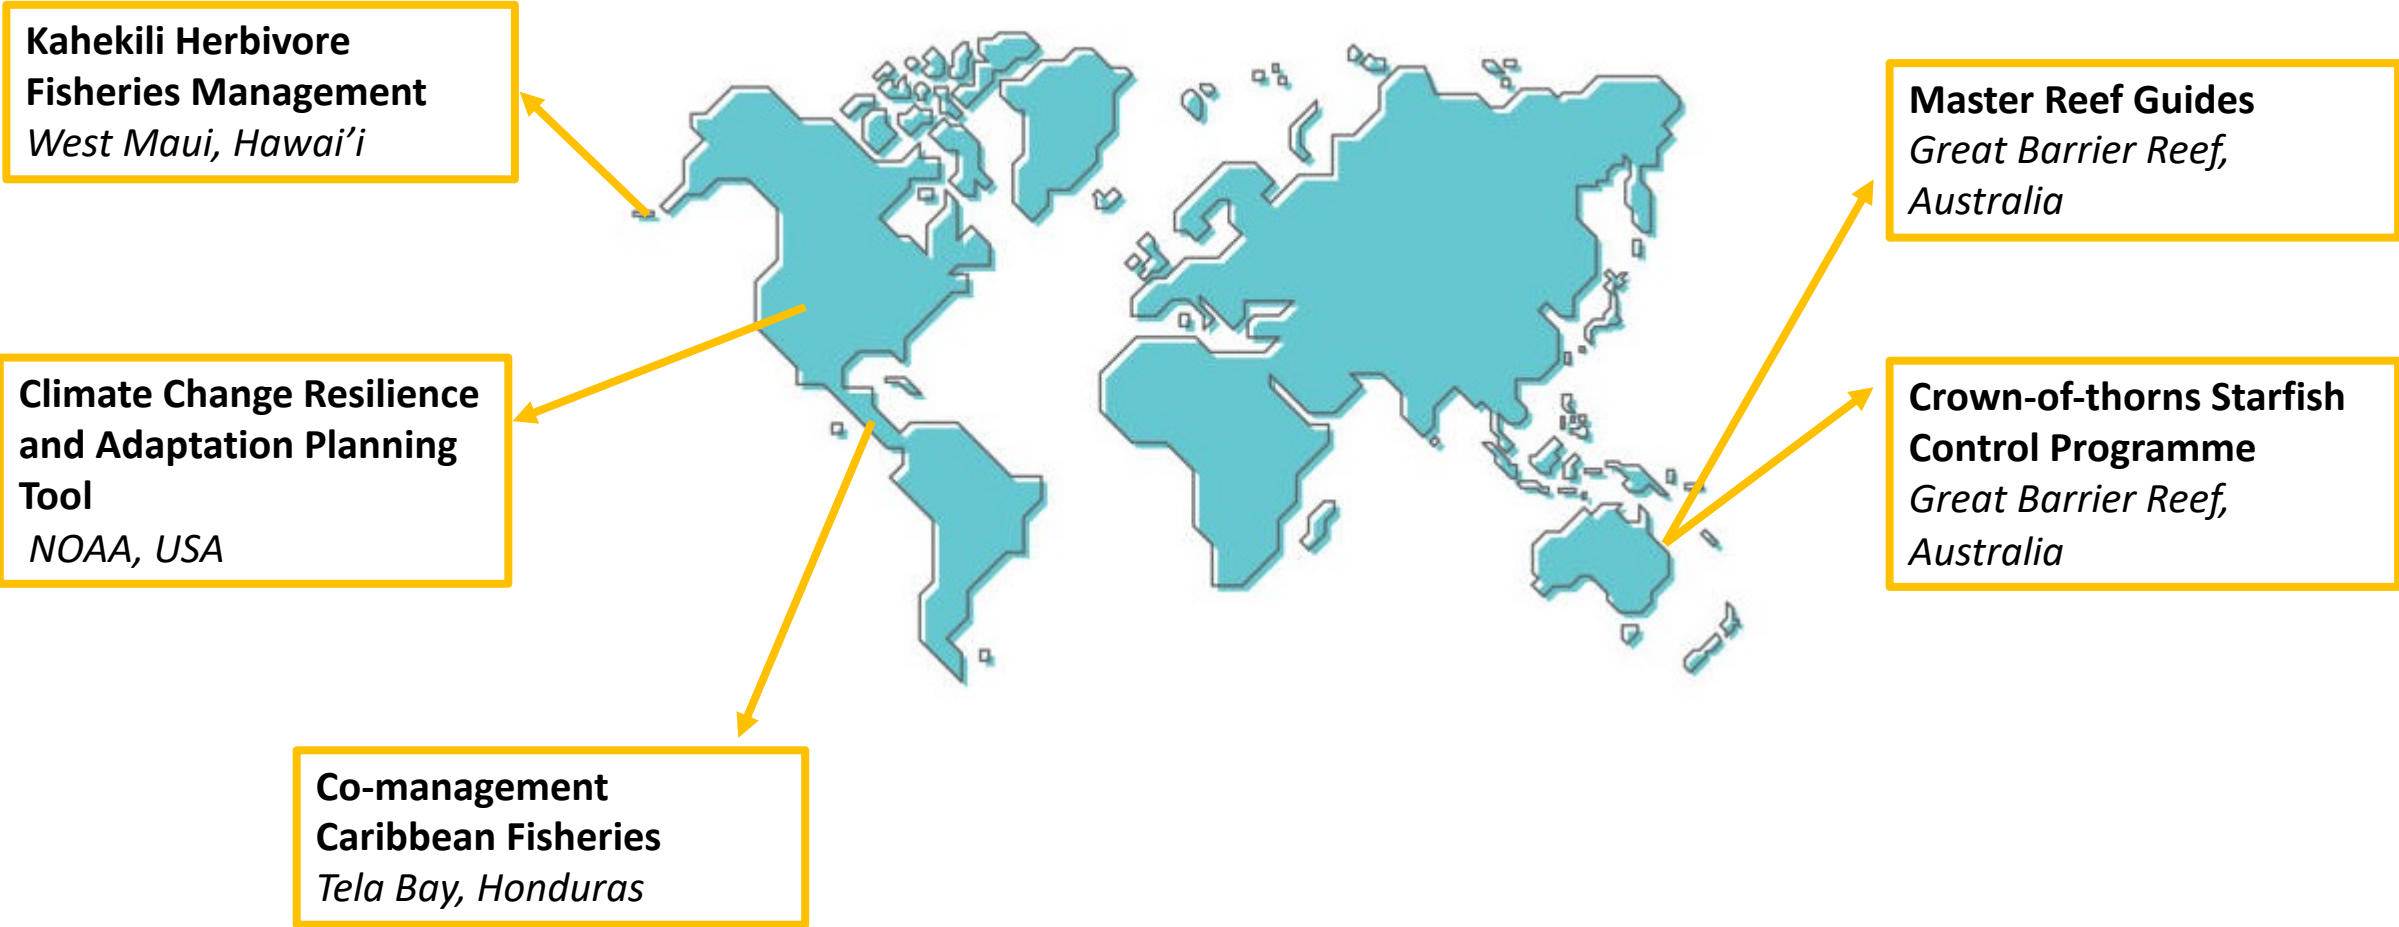 Kahekili Herbivore
Fisheries Management
West Maui, Hawai’i
Climate Change Resilience
and Adaptation Planning
Tool
NOAA, USA
Co-management
Caribbean Fisheries
Tela Bay, Honduras
Master Reef Guides
Great Barrier Reef,
Australia
Crown-of-thorns Starfish
Control Programme
Great Barrier Reef,
Australia